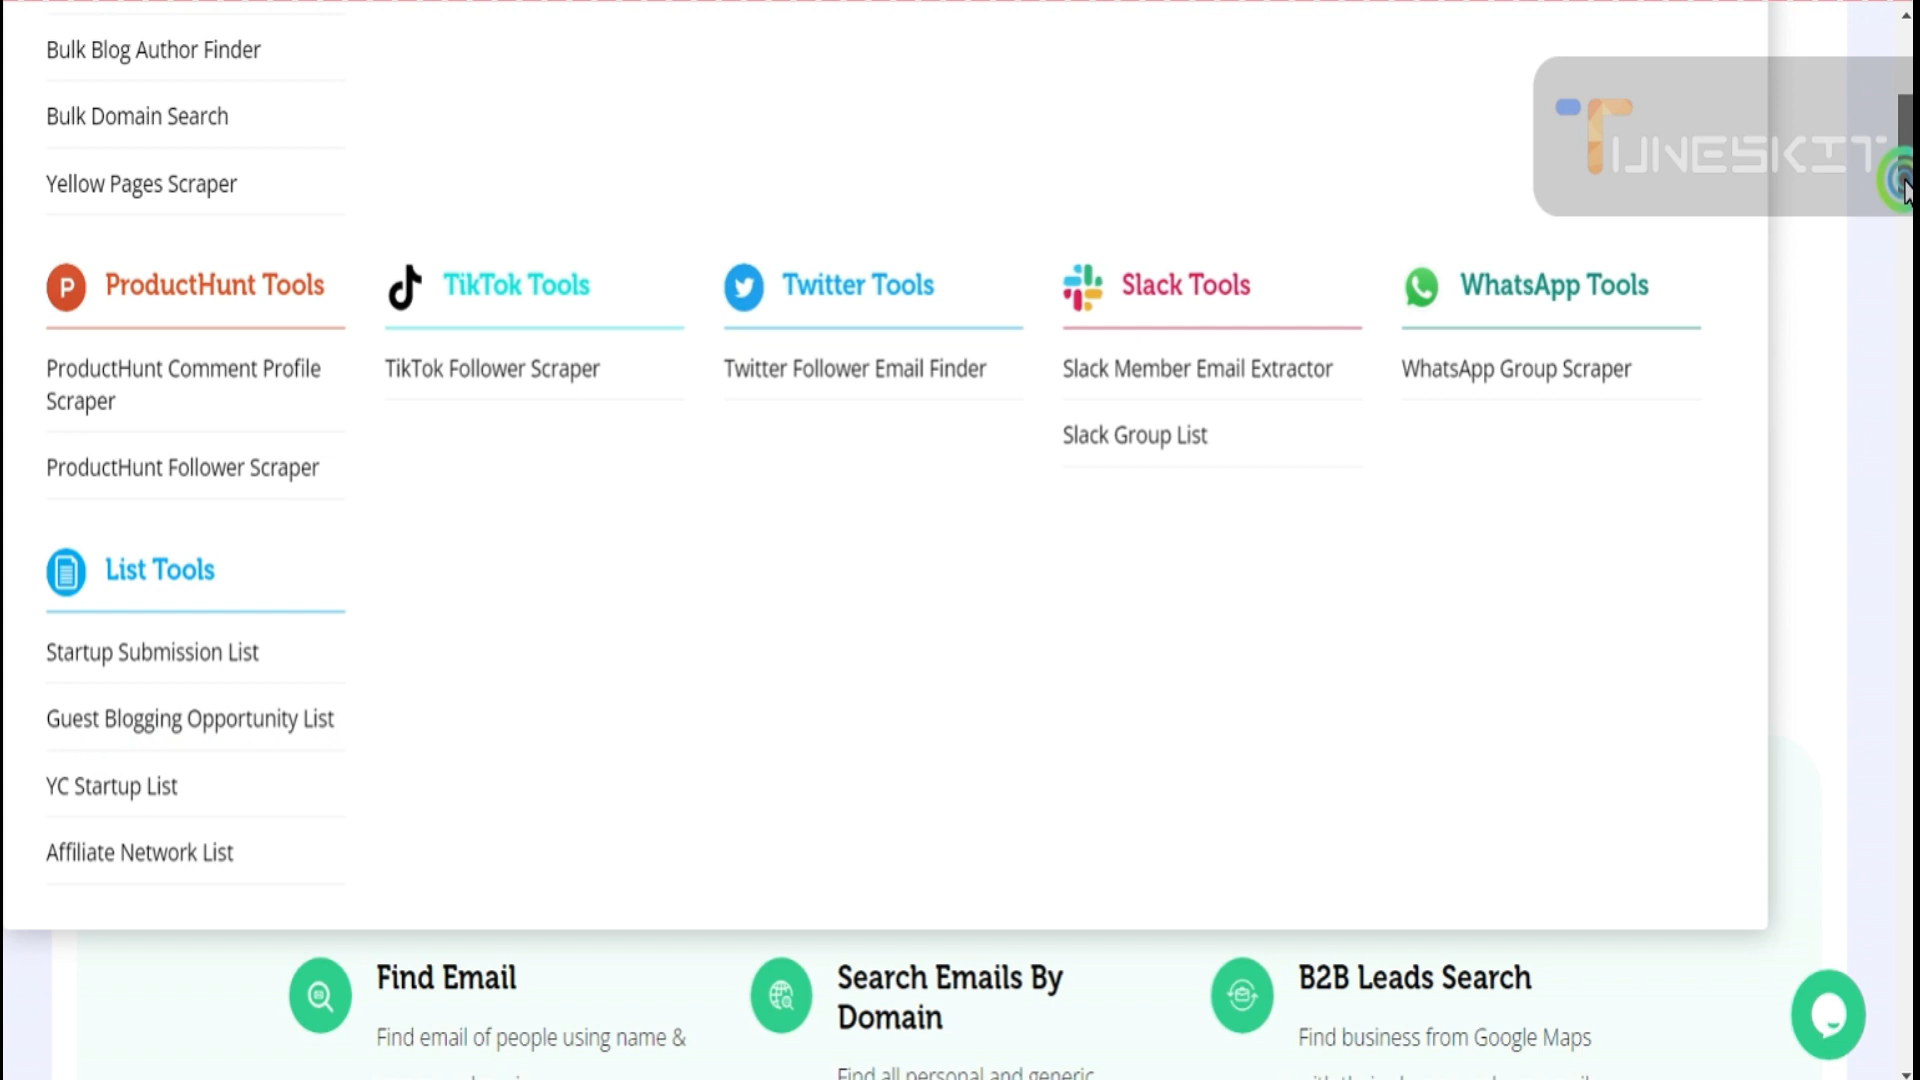 Bulk Blog Author Finder
Bulk Domain Search
Yellow Pages Scraper
TUNESKIT
ProductHunt Tools
TikTok Tools
Twitter Tools
Slack Tools
WhatsApp Tools
ProductHunt Comment Profile
Scraper
TikTok Follower Scraper
Twitter Follower Email Finder
Slack Member Email Extractor
WhatsApp Group Scraper
Slack Group List
ProductHunt Follower Scraper
List Tools
Startup Submission List
Guest Blogging Opportunity List
YC Startup List
Affiliate Network List
Find Email
Search Emails By
Domain
B2B Leads Search
Find email of people using name &
Find business from Google Maps
Find all personal and generic